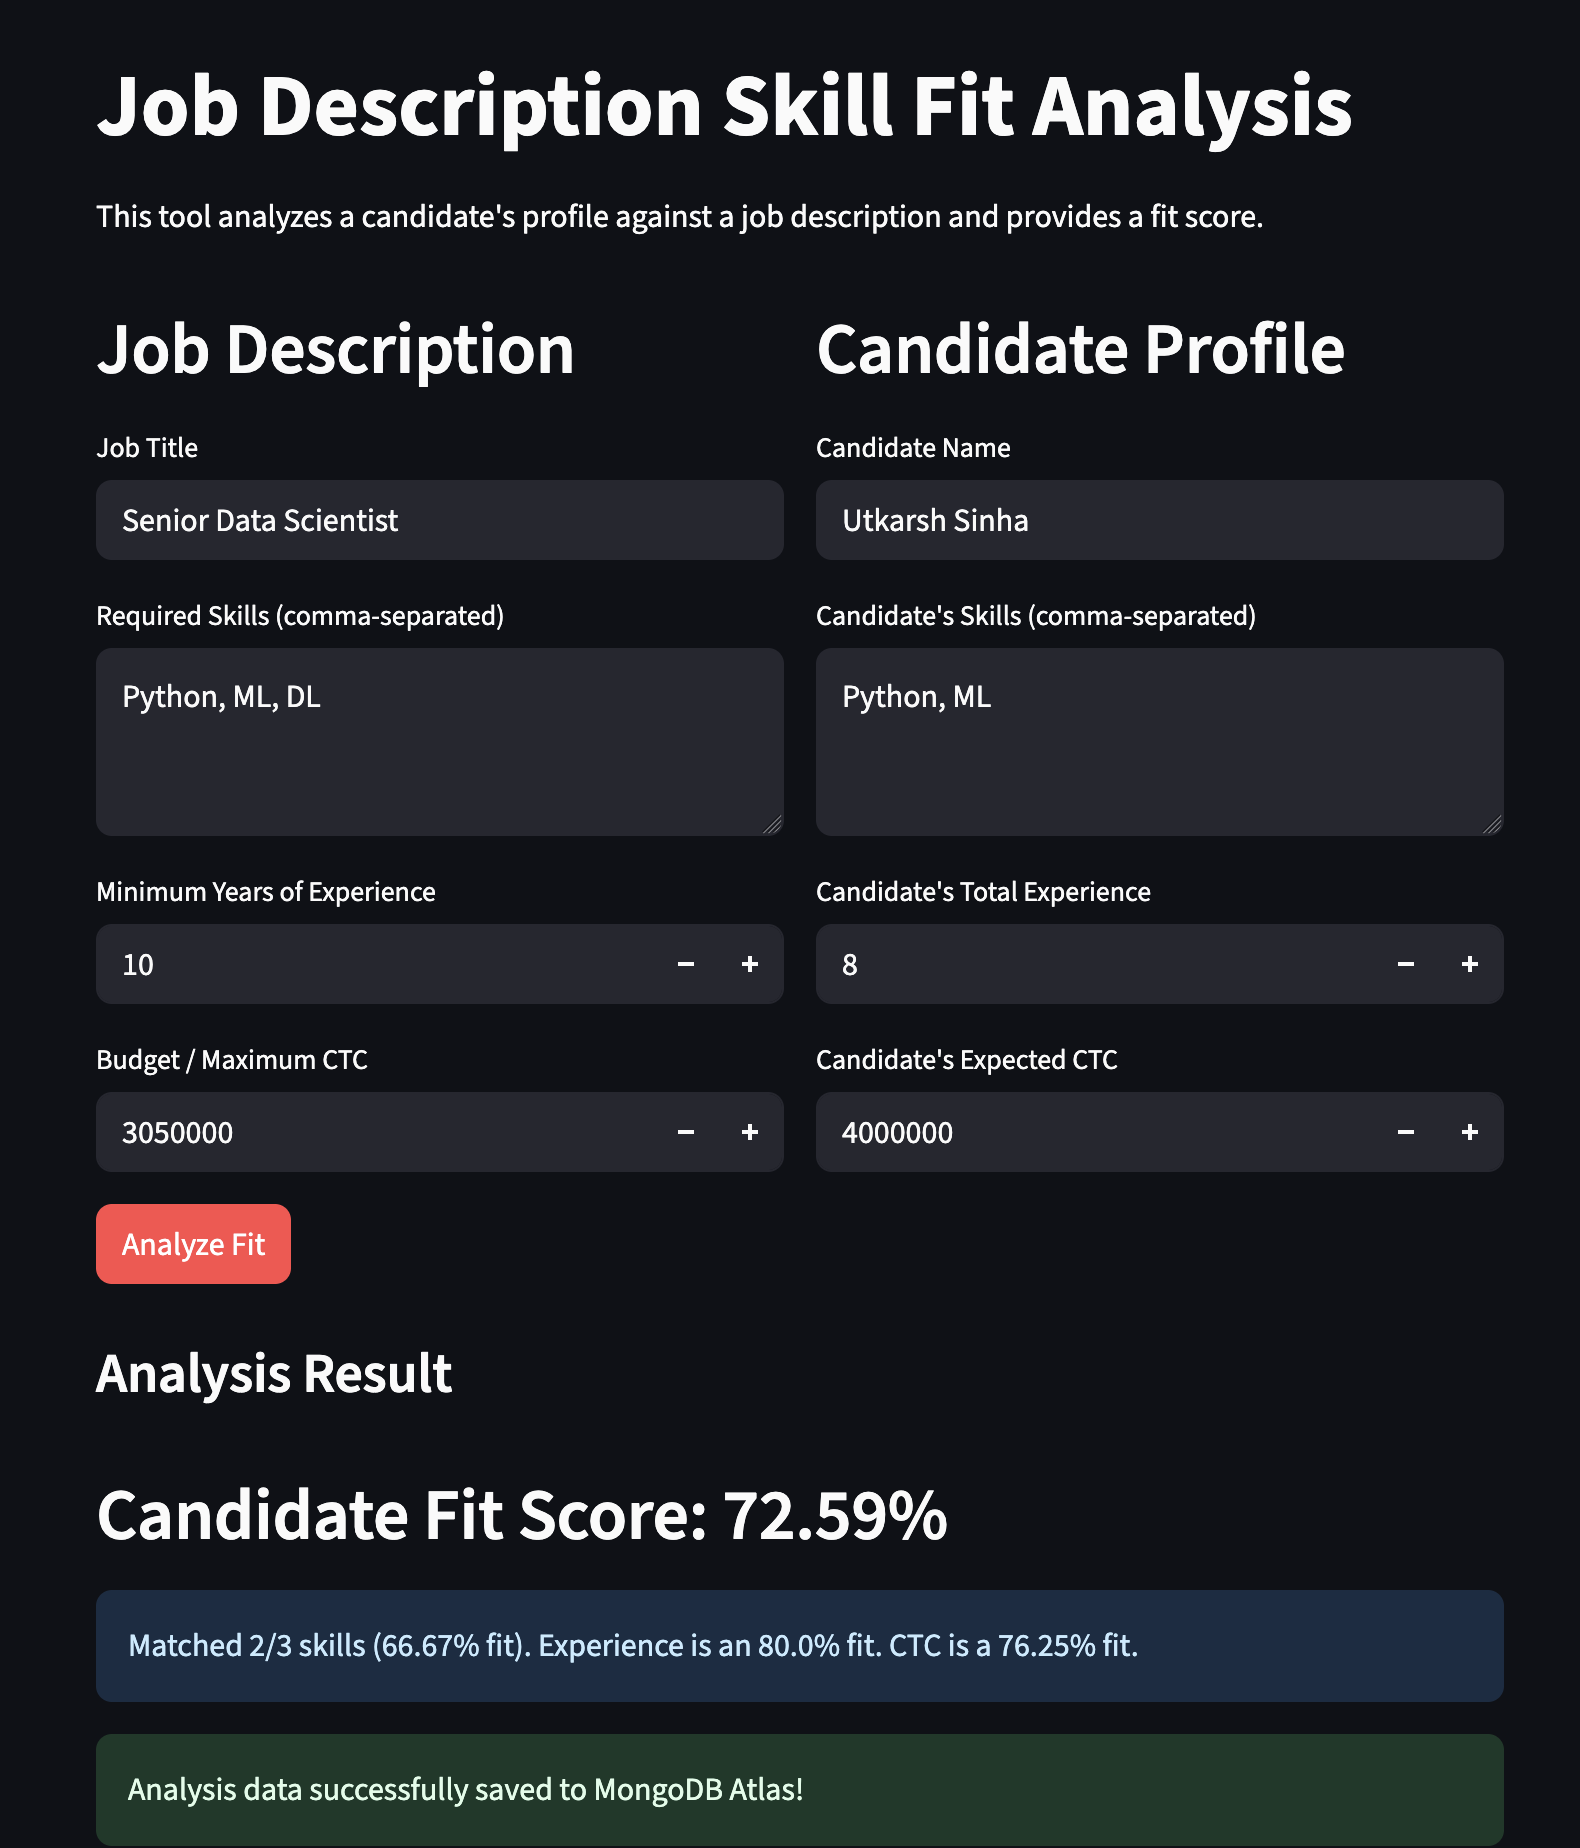 Job Description Skill Fit Analysis
This tool analyzes a candidate's profile against a job description and provides a fit score.
Job Description
Job Title
Senior Data Scientist
Required Skills (comma-separated)
Python, ML, DL
Minimum Years of Experience
10
Budget / Maximum CTC
3050000
Candidate Profile
Candidate Name
Utkarsh Sinha
Candidate's Skills (comma-separated)
Python, ML
Candidate's Total Experience
8
Candidate's Expected CTC
4000000
Analyze Fit
Analysis Result
Candidate Fit Score: 72.59%
Matched 2/3 skills (66.67% fit). Experience is an 80.0% fit. CTC is a 76.25% fit.
Analysis data successfully saved to MongoDB Atlas!